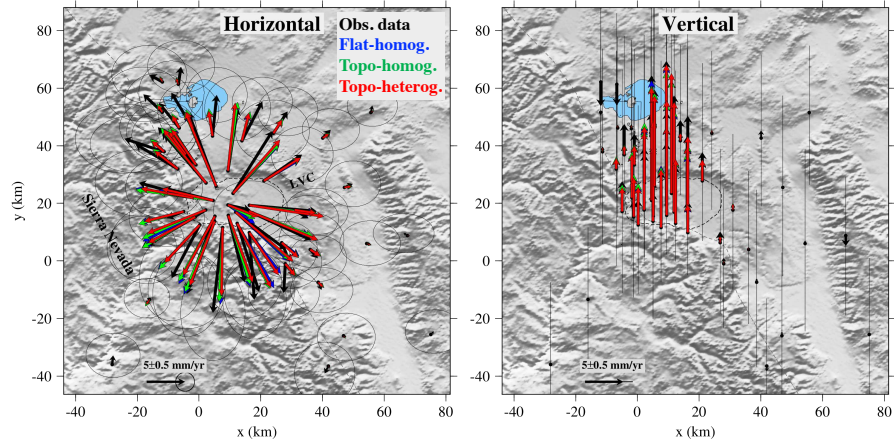 Horizontal
Obs. data
Flat-homog.
Topo-homog.
Topo-heterog.
LVC
Sierra Nevada
5±0.5 mm/yr
80
60
40
20
0
-20
-40
y (km)
-40
-20
0
20
40
60
80
x (km)
Vertical
5±0.5 mm/yr
80
60
40
20
0
-20
-40
-40
-20
0
20
40
60
80
x (km)